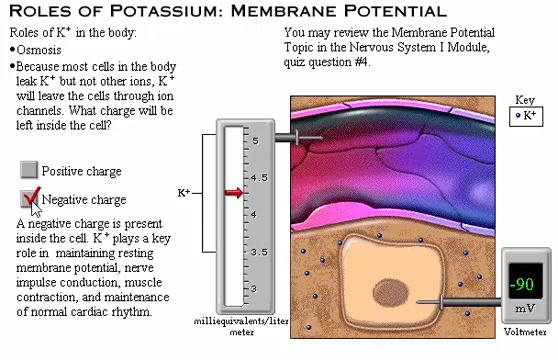 ROLES OF POTASSIUM: MEMBRANE POTENTIAL
Roles of K+ in the body:
•Osmosis
•Because most cells in the body
leak K+ but not other ions, K+
will leave the cells through ion
channels. What charge will be
left inside the cell?
Positive charge
Negative charge
A negative charge is present
inside the cell. K+ plays a key
role in maintaining resting
membrane potential, nerve
impulse conduction, muscle
contraction, and maintenance
of normal cardiac rhythm.
You may review the Membrane Potential
Topic in the Nervous System I Module,
quiz question #4.
Key
K+
K+
5
4.5
4
3.5
3
milliequivalents/liter
meter
-90
mV
Voltmeter